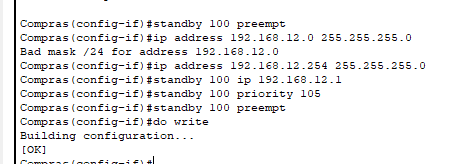 Compras(config-if)#standby 100 preempt
Compras(config-if)#ip address 192.168.12.0 255.255.255.0
Bad mask /24 for address 192.168.12.0
Compras(config-if)#ip address 192.168.12.254 255.255.255.0
Compras(config-if)#standby 100 ip 192.168.12.1
Compras(config-if)#standby 100 priority 105
Compras(config-if)#standby 100 preempt
Compras(config-if)#do write
Building configuration...
[OK]
Compras(config-if)#